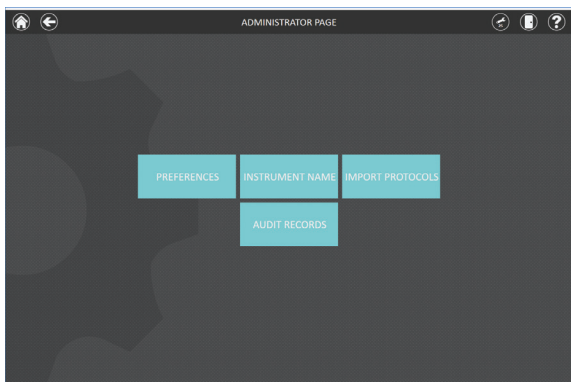 ADMINISTRATOR PAGE
?
PREFERENCES
INSTRUMENT NAME
IMPORT PROTOCOLS
AUDIT RECORDS